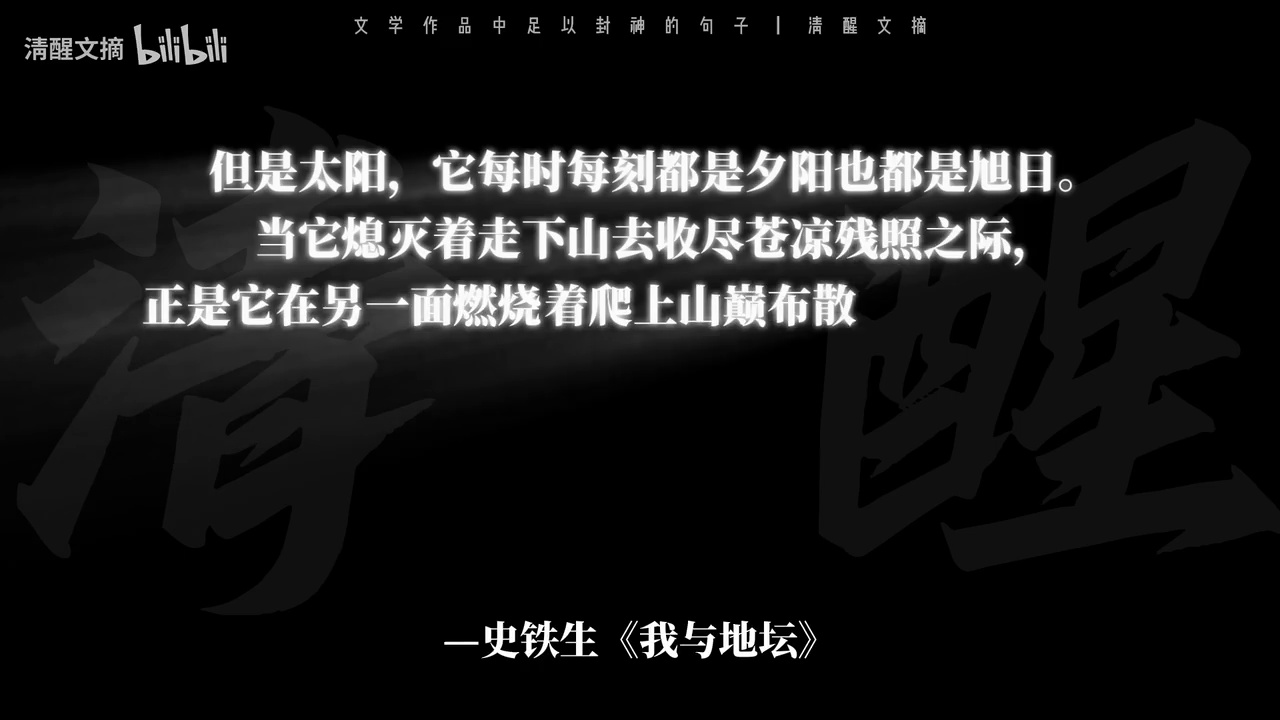 文学作品中足以封神的句子 | 清醒文摘
清醒文摘 bilibili
清醒
但是太阳，它每时每刻都是夕阳也都是旭日。
当它熄灭着走下山去收尽苍凉残照之际，
正是它在另一面燃烧着爬上山巅布散
—史铁生《我与地坛》